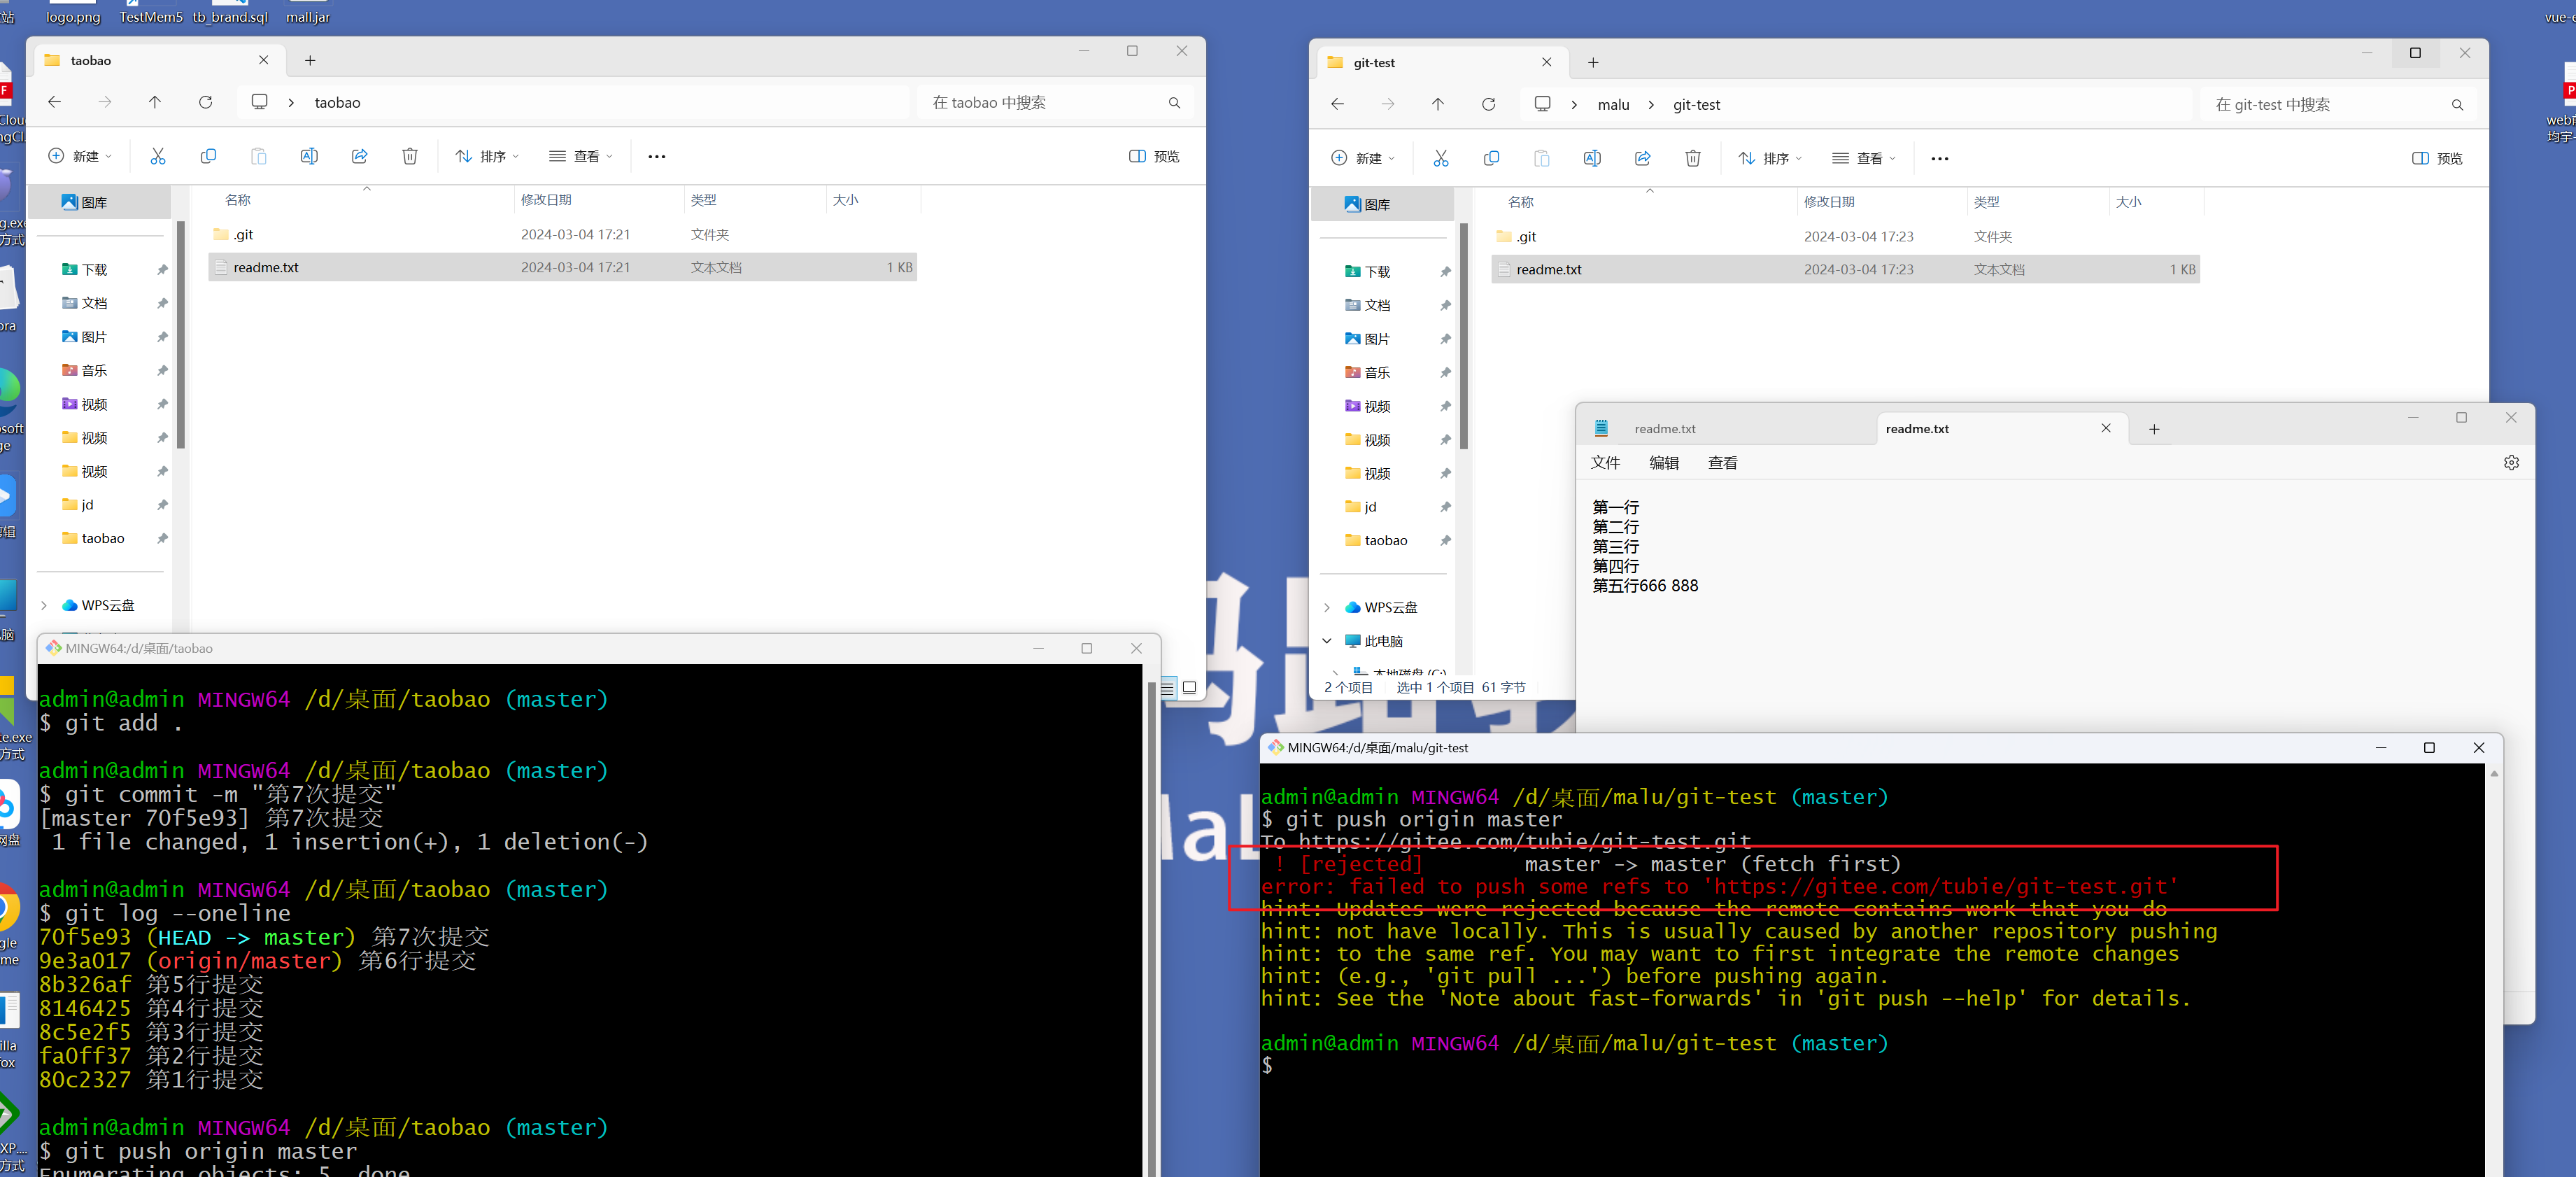 logo.png
TestMem5
tb_brand.sql
mall.jar
taobao
taobao
在 taobao 中搜索
新建
排序
查看
预览
图库
名称
修改日期
类型
大小
.git
2024-03-04 17:21
文件夹
readme.txt
2024-03-04 17:21
文本文档
1 KB
下载
文档
图片
音乐
视频
视频
视频
jd
taobao
WPS云盘
git-test
malu
git-test
在 git-test 中搜索
新建
排序
查看
预览
图库
名称
修改日期
类型
大小
.git
2024-03-04 17:23
文件夹
readme.txt
2024-03-04 17:23
文本文档
1 KB
下载
文档
图片
音乐
视频
视频
视频
jd
taobao
WPS云盘
此电脑
本地磁盘 (C:)
2 个项目
选中 1 个项目 61 字节
readme.txt
readme.txt
文件
编辑
查看
第一行
第二行
第三行
第四行
第五行666 888
MINGW64:/d/桌面/taobao
admin@admin MINGW64 /d/桌面/taobao (master)
$ git add .
admin@admin MINGW64 /d/桌面/taobao (master)
$ git commit -m "第7次提交"
[master 70f5e93] 第7次提交
1 file changed, 1 insertion(+), 1 deletion(-)
admin@admin MINGW64 /d/桌面/taobao (master)
$ git log --oneline
70f5e93 (HEAD -> master) 第7次提交
9e3a017 (origin/master) 第6行提交
8b326af 第5行提交
8146425 第4行提交
8c5e2f5 第3行提交
fa0ff37 第2行提交
80c2327 第1行提交
admin@admin MINGW64 /d/桌面/taobao (master)
$ git push origin master
Enumerating objects: 5, done.
MINGW64:/d/桌面/malu/git-test
admin@admin MINGW64 /d/桌面/malu/git-test (master)
$ git push origin master
To https://gitee.com/tubie/git-test.git
! [rejected] master -> master (fetch first)
error: failed to push some refs to 'https://gitee.com/tubie/git-test.git'
hint: Updates were rejected because the remote contains work that you do
hint: not have locally. This is usually caused by another repository pushing
hint: to the same ref. You may want to first integrate the remote changes
hint: (e.g., 'git pull ...') before pushing again.
hint: See the 'Note about fast-forwards' in 'git push --help' for details.
admin@admin MINGW64 /d/桌面/malu/git-test (master)
$